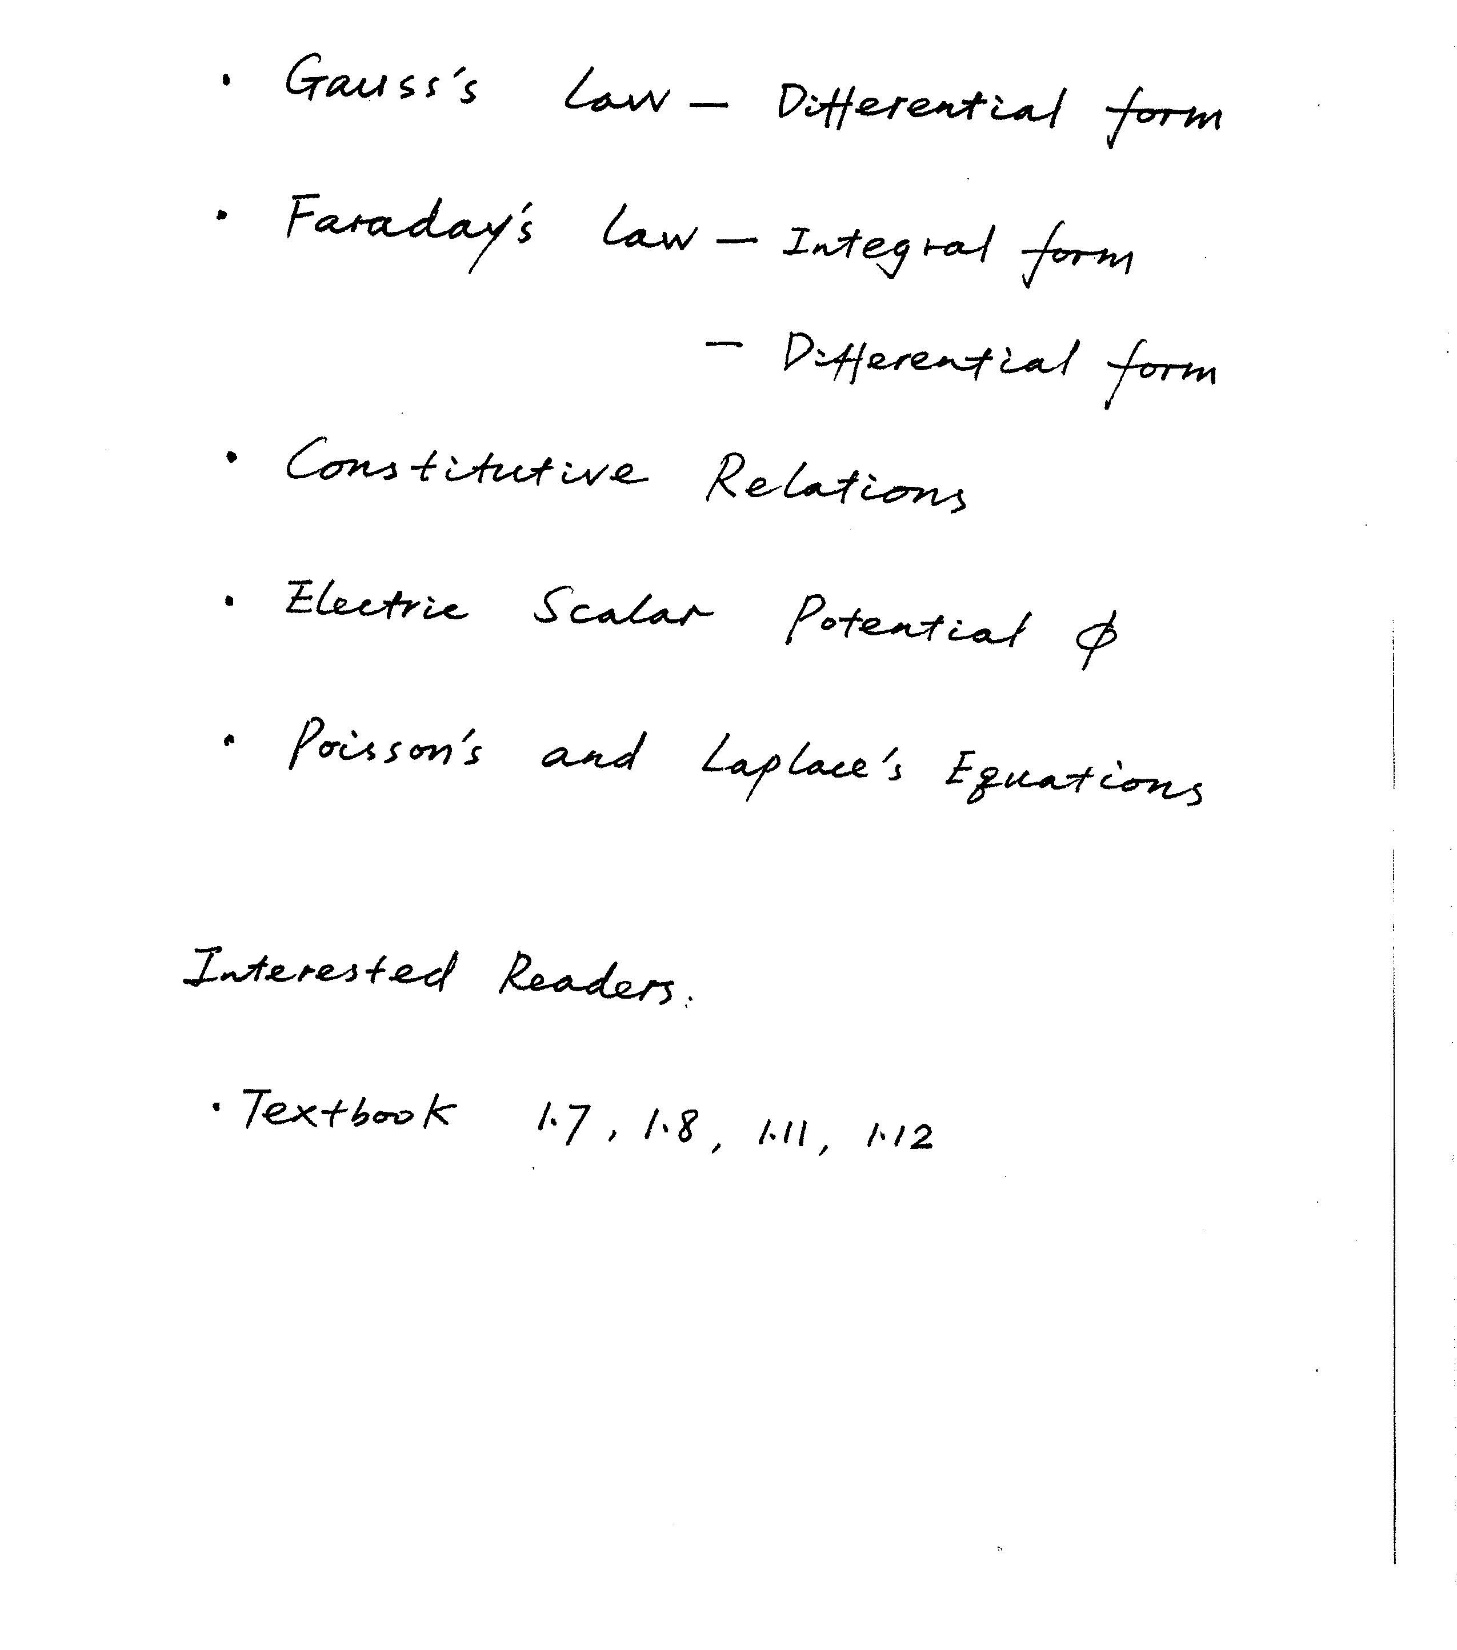 • Gauss's Law – Differential form
• Faraday's Law – Integral form
– Differential form
• Constitutive Relations
• Electric Scalar Potential ϕ
• Poisson's and Laplace's Equations
Interested Readers:
• Textbook 1.7, 1.8, 1.11, 1.12